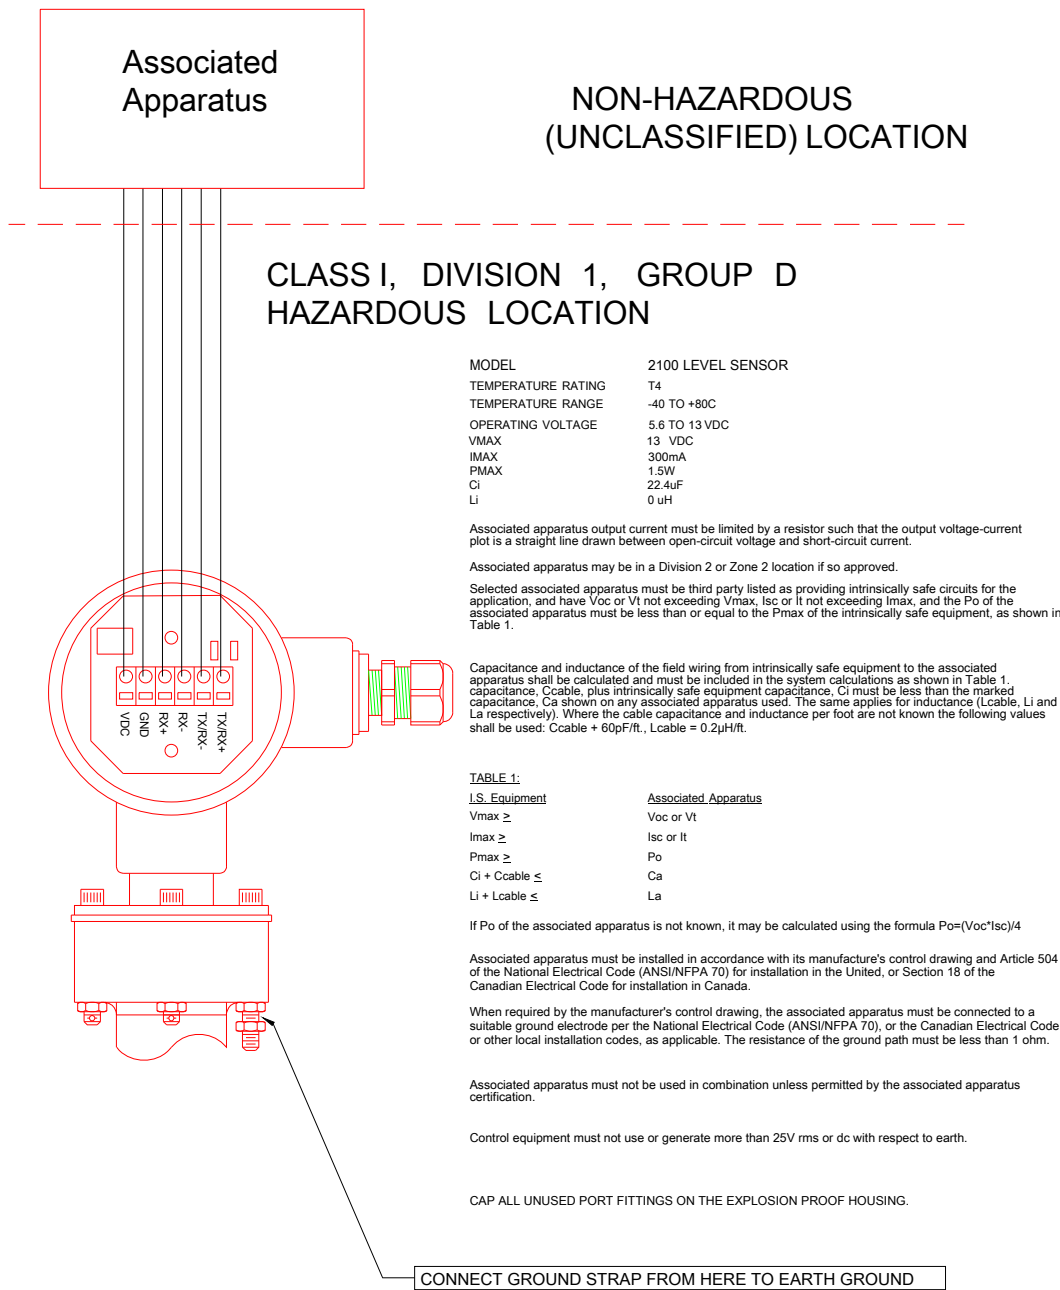 Associated
Apparatus
NON-HAZARDOUS
(UNCLASSIFIED) LOCATION
CLASS I, DIVISION 1, GROUP D
HAZARDOUS LOCATION
MODEL 2100 LEVEL SENSOR
TEMPERATURE RATING T4
TEMPERATURE RANGE -40 TO +80C
OPERATING VOLTAGE 5.6 TO 13 VDC
VMAX 13 VDC
IMAX 300mA
PMAX 1.5W
Ci 22.4uF
Li 0 uH
Associated apparatus output current must be limited by a resistor such that the output voltage-current
plot is a straight line drawn between open-circuit voltage and short-circuit current.
Associated apparatus may be in a Division 2 or Zone 2 location if so approved.
Selected associated apparatus must be third party listed as providing intrinsically safe circuits for the
application, and have Voc or Vt not exceeding Vmax, Isc or It not exceeding Imax, and the Po of the
associated apparatus must be less than or equal to the Pmax of the intrinsically safe equipment, as shown in
Table 1.
Capacitance and inductance of the field wiring from intrinsically safe equipment to the associated
apparatus shall be calculated and must be included in the system calculations as shown in Table 1.
capacitance, Ccable, plus intrinsically safe equipment capacitance, Ci must be less than the marked
capacitance, Ca shown on any associated apparatus used. The same applies for inductance (Lcable, Li and
La respectively). Where the cable capacitance and inductance per foot are not known the following values
shall be used: Ccable + 60pF/ft., Lcable = 0.2µH/ft.
VDC
GND
RX+
RX-
TX/RX-
TX/RX+
TABLE 1:
I.S. Equipment Associated Apparatus
Vmax ≥ Voc or Vt
Imax ≥ Isc or It
Pmax ≥ Po
Ci + Ccable ≤ Ca
Li + Lcable ≤ La
If Po of the associated apparatus is not known, it may be calculated using the formula Po=(Voc*Isc)/4
Associated apparatus must be installed in accordance with its manufacture's control drawing and Article 504
of the National Electrical Code (ANSI/NFPA 70) for installation in the United, or Section 18 of the
Canadian Electrical Code for installation in Canada.
When required by the manufacturer's control drawing, the associated apparatus must be connected to a
suitable ground electrode per the National Electrical Code (ANSI/NFPA 70), or the Canadian Electrical Code
or other local installation codes, as applicable. The resistance of the ground path must be less than 1 ohm.
Associated apparatus must not be used in combination unless permitted by the associated apparatus
certification.
Control equipment must not use or generate more than 25V rms or dc with respect to earth.
CAP ALL UNUSED PORT FITTINGS ON THE EXPLOSION PROOF HOUSING.
CONNECT GROUND STRAP FROM HERE TO EARTH GROUND